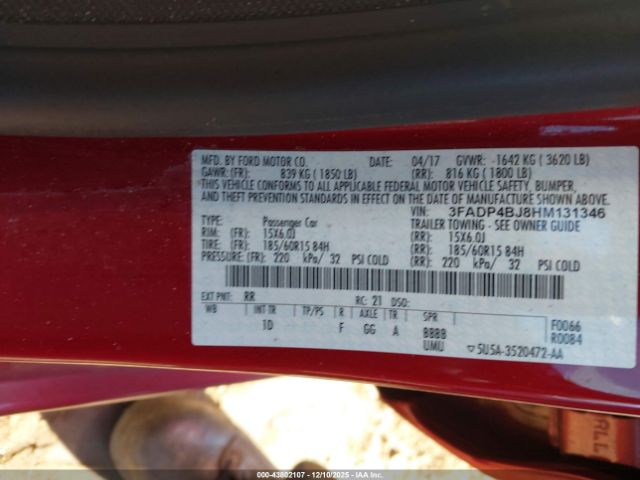 MFD. BY FORD MOTOR CO. DATE: 04/17 GVWR: -1642 KG ( 3620 LB)
GAWR: (FR): 839 KG ( 1850 LB) (RR): 816 KG ( 1800 LB)
THIS VEHICLE CONFORMS TO ALL APPLICABLE FEDERAL MOTOR VEHICLE SAFETY, BUMPER,
AND THEFT PREVENTION STANDARDS IN EFFECT ON THE DATE OF MANUFACTURE SHOWN ABOVE.
VIN: 3FADP4BJ8HM131346
TYPE: Passenger Car TRAILER TOWING - SEE OWNER GUIDE
RIM: (FR): 15X6.0J (RR): 15X6.0J
TIRE: (FR): 185/60R15 84H (RR): 185/60R15 84H
PRESSURE: (FR): 220 kPa/ 32 PSI COLD (RR): 220 kPa/ 32 PSI COLD
EXT PNT: RR RC: 21 DSO:
WB INT TR TP/PS R AXLE TR SPR
1D F GG A BBBB
UMU
F0066
R0084
▽5U5A-3520472-AA
000-43802107 - 12/10/2025 - IAAI.COM